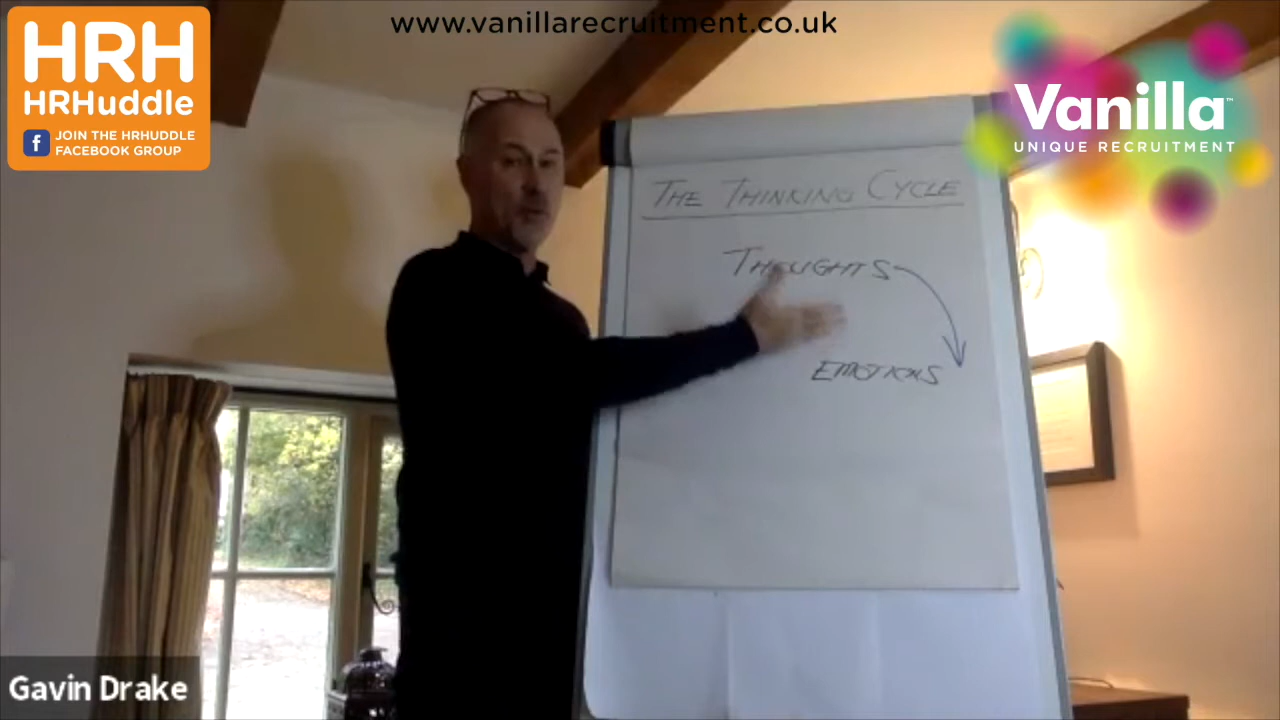 www.vanillarecruitment.co.uk
HRH
HRHuddle
f
JOIN THE HRHUDDLE
FACEBOOK GROUP
Vanilla™
UNIQUE RECRUITMENT
THE THINKING CYCLE
THOUGHTS
EMOTIONS
Gavin Drake